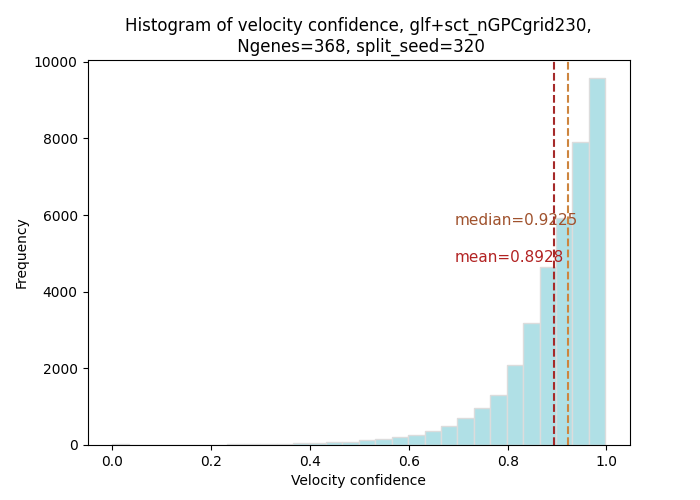 Histogram of velocity confidence, glf+sct_nGPCgrid230,
Ngenes=368, split_seed=320
10000
8000
6000
4000
2000
0
Frequency
median=0.9225
mean=0.8928
0.0 0.2 0.4 0.6 0.8 1.0
Velocity confidence